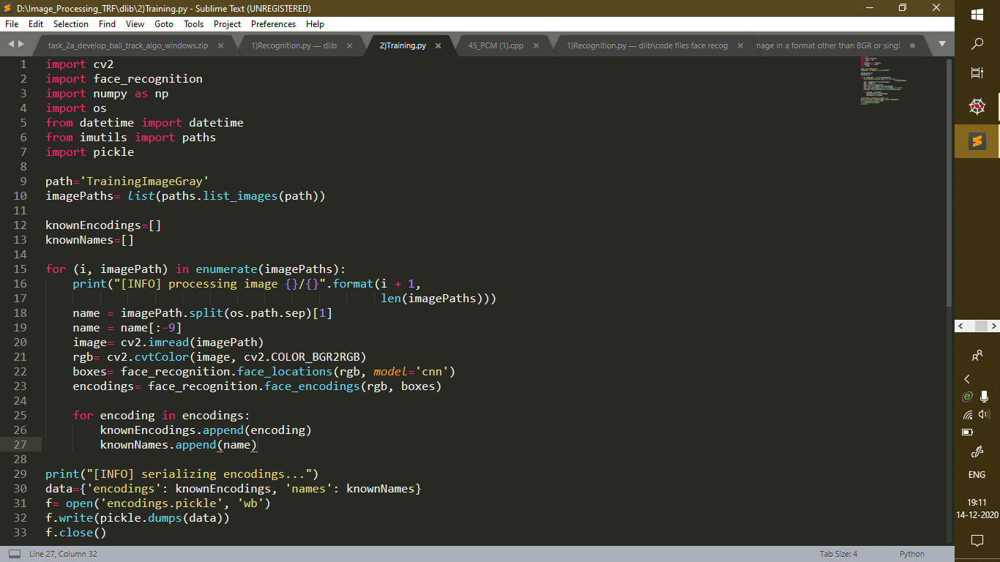 D:\Image_Processing_TRF\dlib\2)Training.py - Sublime Text (UNREGISTERED)
File Edit Selection Find View Goto Tools Project Preferences Help
task_2a_develop_ball_track_algo_windows.zip 1)Recognition.py — dlib 2)Training.py 45_PCM (1).cpp 1)Recognition.py — dlib\code files face recog mage in a format other than BGR or singl
1 import cv2
2 import face_recognition
3 import numpy as np
4 import os
5 from datetime import datetime
6 from imutils import paths
7 import pickle
8
9 path='TrainingImageGray'
10 imagePaths= list(paths.list_images(path))
11
12 knownEncodings=[]
13 knownNames=[]
14
15 for (i, imagePath) in enumerate(imagePaths):
16 print("[INFO] processing image {}/{}".format(i + 1,
17 len(imagePaths)))
18 name = imagePath.split(os.path.sep)[1]
19 name = name[:-9]
20 image= cv2.imread(imagePath)
21 rgb= cv2.cvtColor(image, cv2.COLOR_BGR2RGB)
22 boxes= face_recognition.face_locations(rgb, model='cnn')
23 encodings= face_recognition.face_encodings(rgb, boxes)
24
25 for encoding in encodings:
26 knownEncodings.append(encoding)
27 knownNames.append(name)
28
29 print("[INFO] serializing encodings...")
30 data={'encodings': knownEncodings, 'names': knownNames}
31 f= open('encodings.pickle', 'wb')
32 f.write(pickle.dumps(data))
33 f.close()
Line 27, Column 32 Tab Size: 4 Python
ENG
19:11
14-12-2020